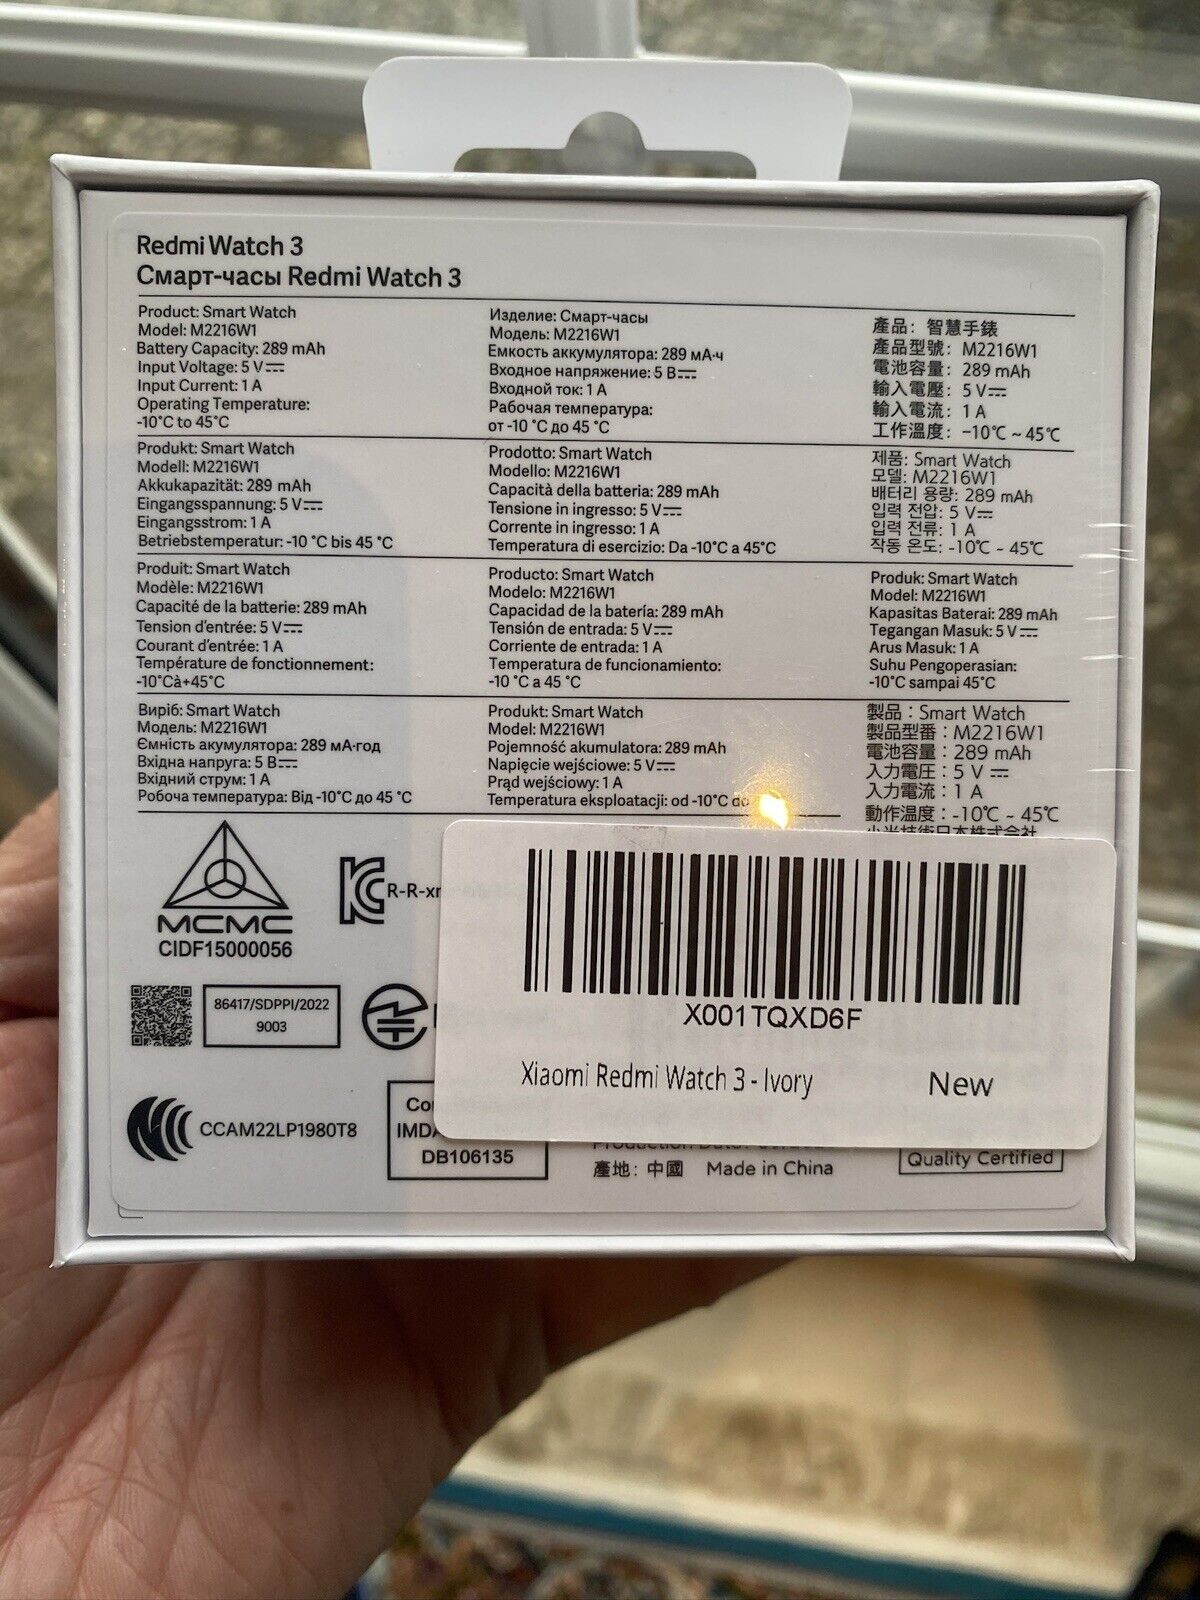 Redmi Watch 3
Смарт-часы Redmi Watch 3
Product: Smart Watch
Model: M2216W1
Battery Capacity: 289 mAh
Input Voltage: 5 V⎓
Input Current: 1 A
Operating Temperature:
-10°C to 45°C
Изделие: Смарт-часы
Модель: M2216W1
Емкость аккумулятора: 289 мА·ч
Входное напряжение: 5 В⎓
Входной ток: 1 А
Рабочая температура:
от -10 °C до 45 °C
產品: 智慧手錶
產品型號: M2216W1
電池容量: 289 mAh
輸入電壓: 5 V⎓
輸入電流: 1 A
工作溫度: -10℃ ~ 45℃
Produkt: Smart Watch
Modell: M2216W1
Akkukapazität: 289 mAh
Eingangsspannung: 5 V⎓
Eingangsstrom: 1 A
Betriebstemperatur: -10 °C bis 45 °C
Prodotto: Smart Watch
Modello: M2216W1
Capacità della batteria: 289 mAh
Tensione in ingresso: 5 V⎓
Corrente in ingresso: 1 A
Temperatura di esercizio: Da -10°C a 45°C
제품: Smart Watch
모델: M2216W1
배터리 용량: 289 mAh
입력 전압: 5 V⎓
입력 전류: 1 A
작동 온도: -10℃ ~ 45℃
Produit: Smart Watch
Modèle: M2216W1
Capacité de la batterie: 289 mAh
Tension d'entrée: 5 V⎓
Courant d'entrée: 1 A
Température de fonctionnement:
-10°Cà+45°C
Producto: Smart Watch
Modelo: M2216W1
Capacidad de la batería: 289 mAh
Tensión de entrada: 5 V⎓
Corriente de entrada: 1 A
Temperatura de funcionamiento:
-10 °C a 45 °C
Produk: Smart Watch
Model: M2216W1
Kapasitas Baterai: 289 mAh
Tegangan Masuk: 5 V⎓
Arus Masuk: 1 A
Suhu Pengoperasian:
-10°C sampai 45°C
Виріб: Smart Watch
Модель: M2216W1
Ємність акумулятора: 289 мА·год
Вхідна напруга: 5 В⎓
Вхідний струм: 1 А
Робоча температура: Від -10°C до 45 °C
Produkt: Smart Watch
Model: M2216W1
Pojemność akumulatora: 289 mAh
Napięcie wejściowe: 5 V⎓
Prąd wejściowy: 1 A
Temperatura eksploatacji: od -10°C do
製品：Smart Watch
製品型番：M2216W1
電池容量：289 mAh
入力電圧：5 V ⎓
入力電流：1 A
動作温度：-10℃ ~ 45℃
小米技術日本株式会社
MCMC
CIDF15000056
R-R-xm
86417/SDPPI/2022
9003
CCAM22LP1980T8
IMDA
DB106135
X001TQXD6F
Xiaomi Redmi Watch 3 - Ivory
New
產地: 中國 Made in China
Quality Certified